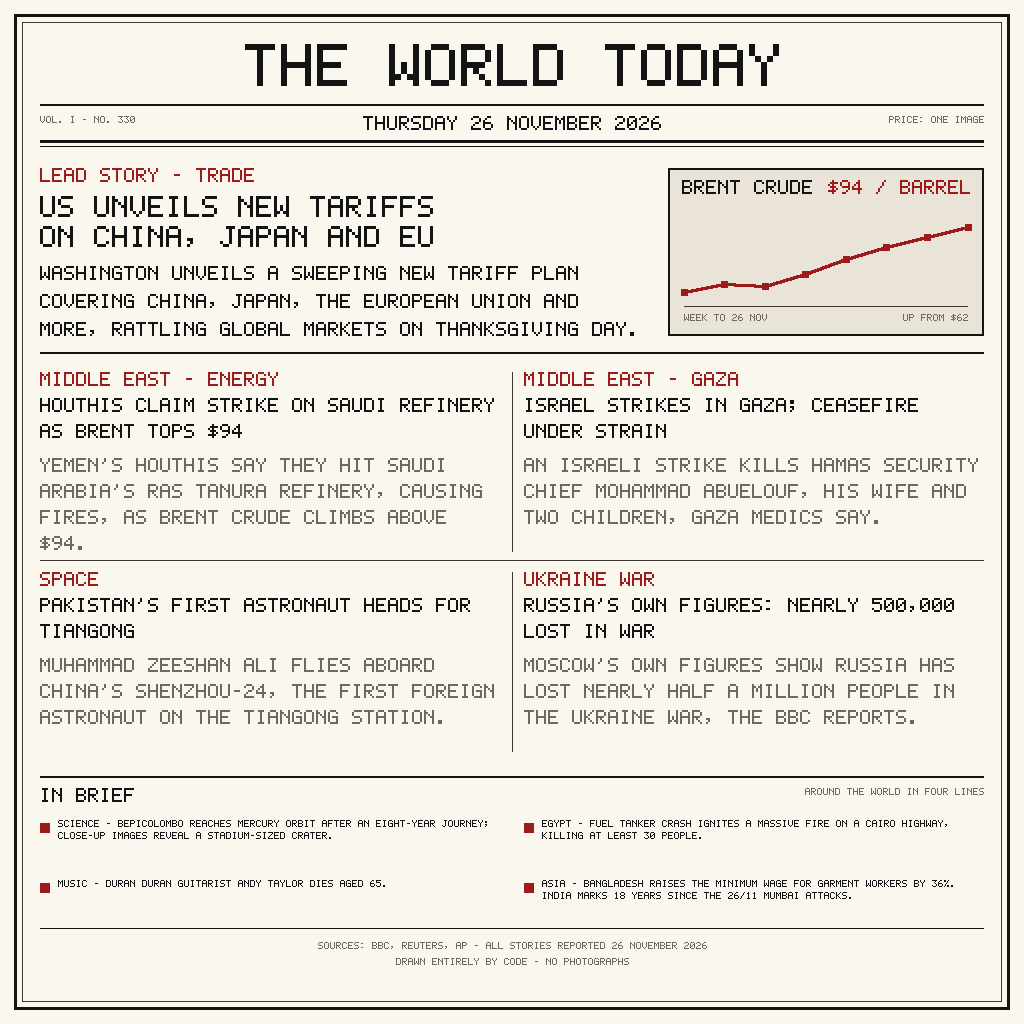 THE WORLD TODAY
VOL. I - NO. 330
THURSDAY 26 NOVEMBER 2026
PRICE: ONE IMAGE
LEAD STORY - TRADE
US UNVEILS NEW TARIFFS
ON CHINA, JAPAN AND EU
WASHINGTON UNVEILS A SWEEPING NEW TARIFF PLAN
COVERING CHINA, JAPAN, THE EUROPEAN UNION AND
MORE, RATTLING GLOBAL MARKETS ON THANKSGIVING DAY.
BRENT CRUDE $94 / BARREL
WEEK TO 26 NOV
UP FROM $62
MIDDLE EAST - ENERGY
HOUTHIS CLAIM STRIKE ON SAUDI REFINERY
AS BRENT TOPS $94
YEMEN'S HOUTHIS SAY THEY HIT SAUDI
ARABIA'S RAS TANURA REFINERY, CAUSING
FIRES, AS BRENT CRUDE CLIMBS ABOVE
$94.
MIDDLE EAST - GAZA
ISRAEL STRIKES IN GAZA; CEASEFIRE
UNDER STRAIN
AN ISRAELI STRIKE KILLS HAMAS SECURITY
CHIEF MOHAMMAD ABUELOUF, HIS WIFE AND
TWO CHILDREN, GAZA MEDICS SAY.
SPACE
PAKISTAN'S FIRST ASTRONAUT HEADS FOR
TIANGONG
MUHAMMAD ZEESHAN ALI FLIES ABOARD
CHINA'S SHENZHOU-24, THE FIRST FOREIGN
ASTRONAUT ON THE TIANGONG STATION.
UKRAINE WAR
RUSSIA'S OWN FIGURES: NEARLY 500,000
LOST IN WAR
MOSCOW'S OWN FIGURES SHOW RUSSIA HAS
LOST NEARLY HALF A MILLION PEOPLE IN
THE UKRAINE WAR, THE BBC REPORTS.
IN BRIEF
AROUND THE WORLD IN FOUR LINES
SCIENCE - BEPICOLOMBO REACHES MERCURY ORBIT AFTER AN EIGHT-YEAR JOURNEY;
CLOSE-UP IMAGES REVEAL A STADIUM-SIZED CRATER.
EGYPT - FUEL TANKER CRASH IGNITES A MASSIVE FIRE ON A CAIRO HIGHWAY,
KILLING AT LEAST 30 PEOPLE.
MUSIC - DURAN DURAN GUITARIST ANDY TAYLOR DIES AGED 65.
ASIA - BANGLADESH RAISES THE MINIMUM WAGE FOR GARMENT WORKERS BY 36%.
INDIA MARKS 18 YEARS SINCE THE 26/11 MUMBAI ATTACKS.
SOURCES: BBC, REUTERS, AP - ALL STORIES REPORTED 26 NOVEMBER 2026
DRAWN ENTIRELY BY CODE - NO PHOTOGRAPHS